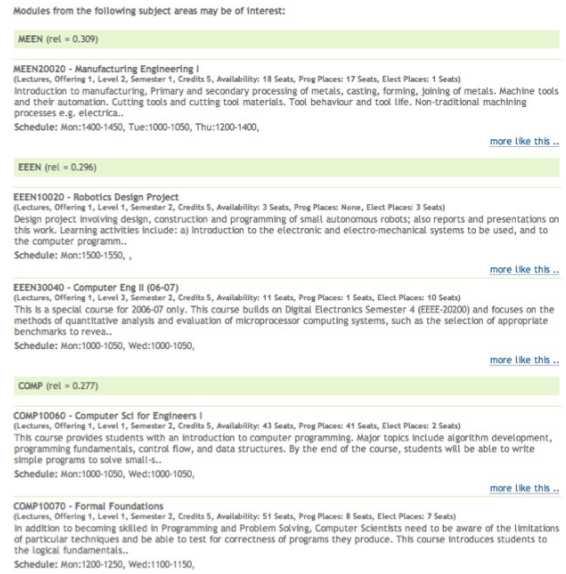 Modules from the following subject areas may be of interest:
MEEN (rel = 0.309)
MEEN20020 - Manufacturing Engineering I
(Lectures, Offering 1, Level 2, Semester 1, Credits 5, Availability: 18 Seats, Prog Places: 17 Seats, Elect Places: 1 Seats)
Introduction to manufacturing, Primary and secondary processing of metals, casting, forming, joining of metals. Machine tools
and their automation. Cutting tools and cutting tool materials. Tool behaviour and tool life. Non-traditional machining
processes e.g. electrica..
Schedule: Mon:1400-1450, Tue:1000-1050, Thu:1200-1400,
more like this ..
EEEN (rel = 0.296)
EEEN10020 - Robotics Design Project
(Lectures, Offering 1, Level 1, Semester 2, Credits 5, Availability: 3 Seats, Prog Places: None, Elect Places: 3 Seats)
Design project involving design, construction and programming of small autonomous robots; also reports and presentations on
this work. Learning activities include: a) Introduction to the electronic and electro-mechanical systems to be used, and to
the computer programm..
Schedule: Mon:1500-1550, ,
more like this ..
EEEN30040 - Computer Eng II (06-07)
(Lectures, Offering 1, Level 3, Semester 2, Credits 5, Availability: 11 Seats, Prog Places: 1 Seats, Elect Places: 10 Seats)
This is a special course for 2006-07 only. This course builds on Digital Electronics Semester 4 (EEEE-20200) and focuses on the
methods of quantitative analysis and evaluation of microprocessor computing systems, such as the selection of appropriate
benchmarks to revea..
Schedule: Mon:1000-1050, Wed:1000-1050,
more like this ..
COMP (rel = 0.277)
COMP10060 - Computer Sci for Engineers I
(Lectures, Offering 1, Level 1, Semester 2, Credits 5, Availability: 43 Seats, Prog Places: 41 Seats, Elect Places: 2 Seats)
This course provides students with an introduction to computer programming. Major topics include algorithm development,
programming fundamentals, control flow, and data structures. By the end of the course, students will be able to write
simple programs to solve small-s..
Schedule: Mon:1000-1050, Wed:1000-1050,
more like this ..
COMP10070 - Formal Foundations
(Lectures, Offering 1, Level 1, Semester 2, Credits 5, Availability: 51 Seats, Prog Places: 8 Seats, Elect Places: 7 Seats)
In addition to becoming skilled in Programming and Problem Solving, Computer Scientists need to be aware of the limitations
of particular techniques and be able to test for correctness of programs they produce. This course introduces students to
the logical fundamentals..
Schedule: Mon:1200-1250, Wed:1100-1150,